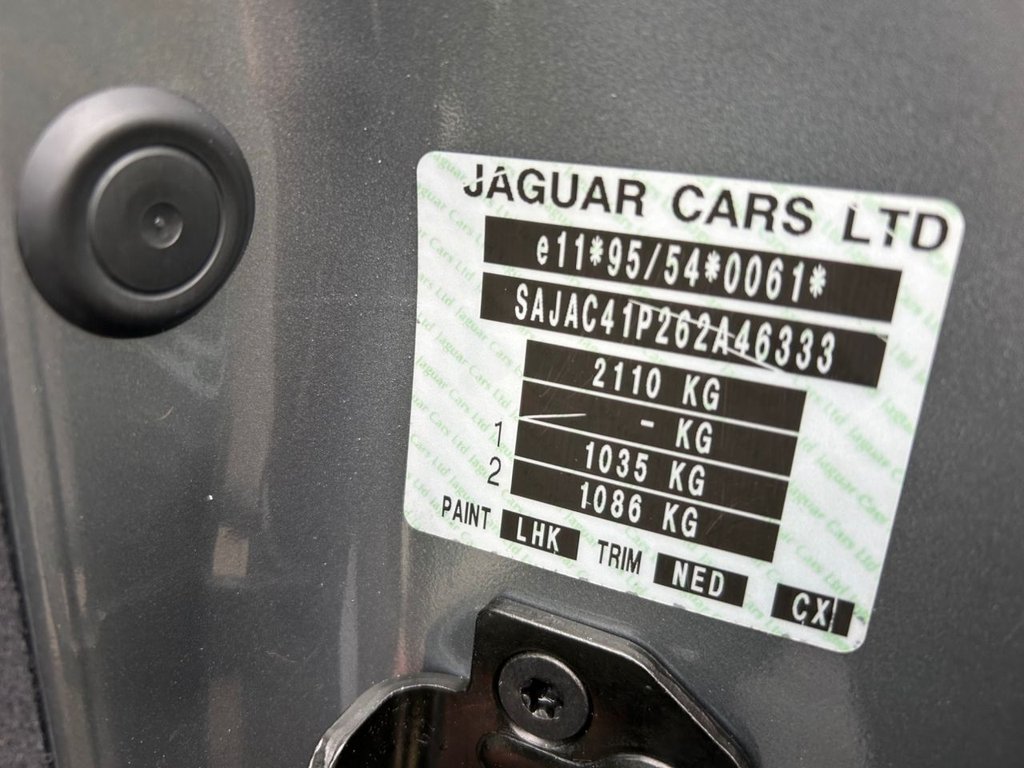 JAGUAR CARS LTD
e11*95/54*0061*
SAJAC41P262A46333
2110 KG
- KG
1 1035 KG
2 1086 KG
PAINT LHK TRIM NED CX